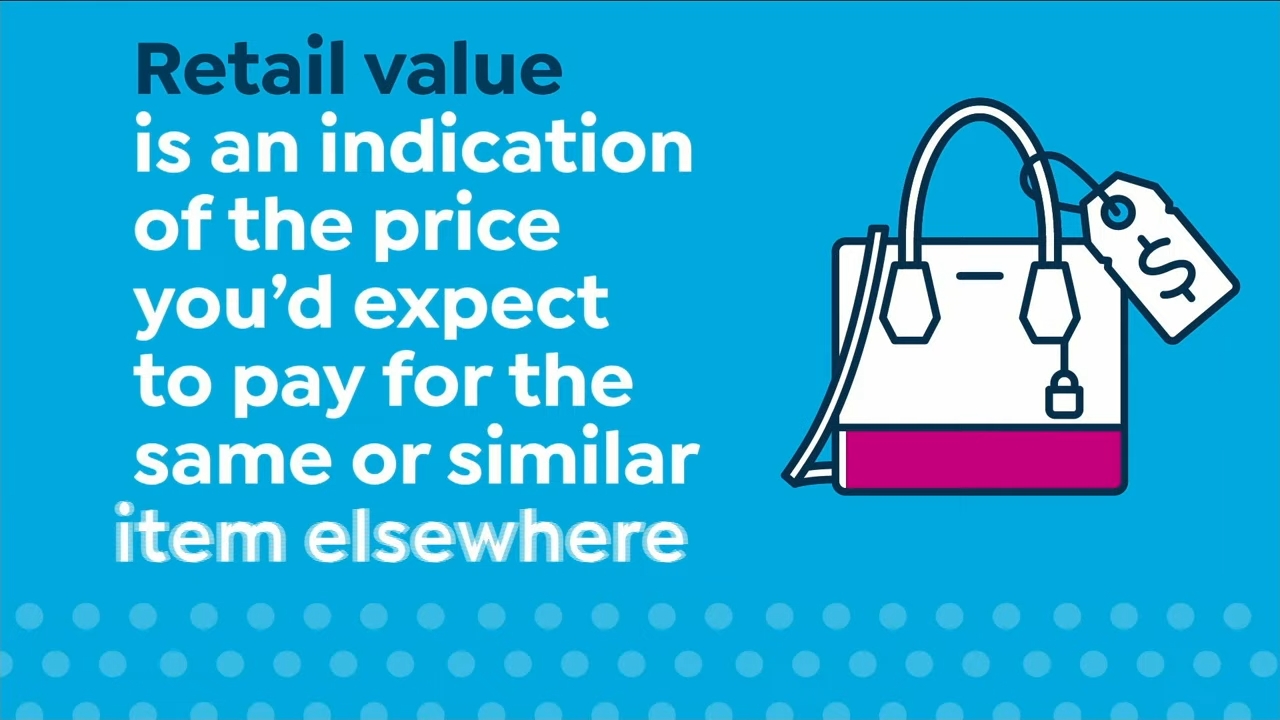 Retail value
is an indication
of the price
you’d expect
to pay for the
same or similar
item elsewhere
$